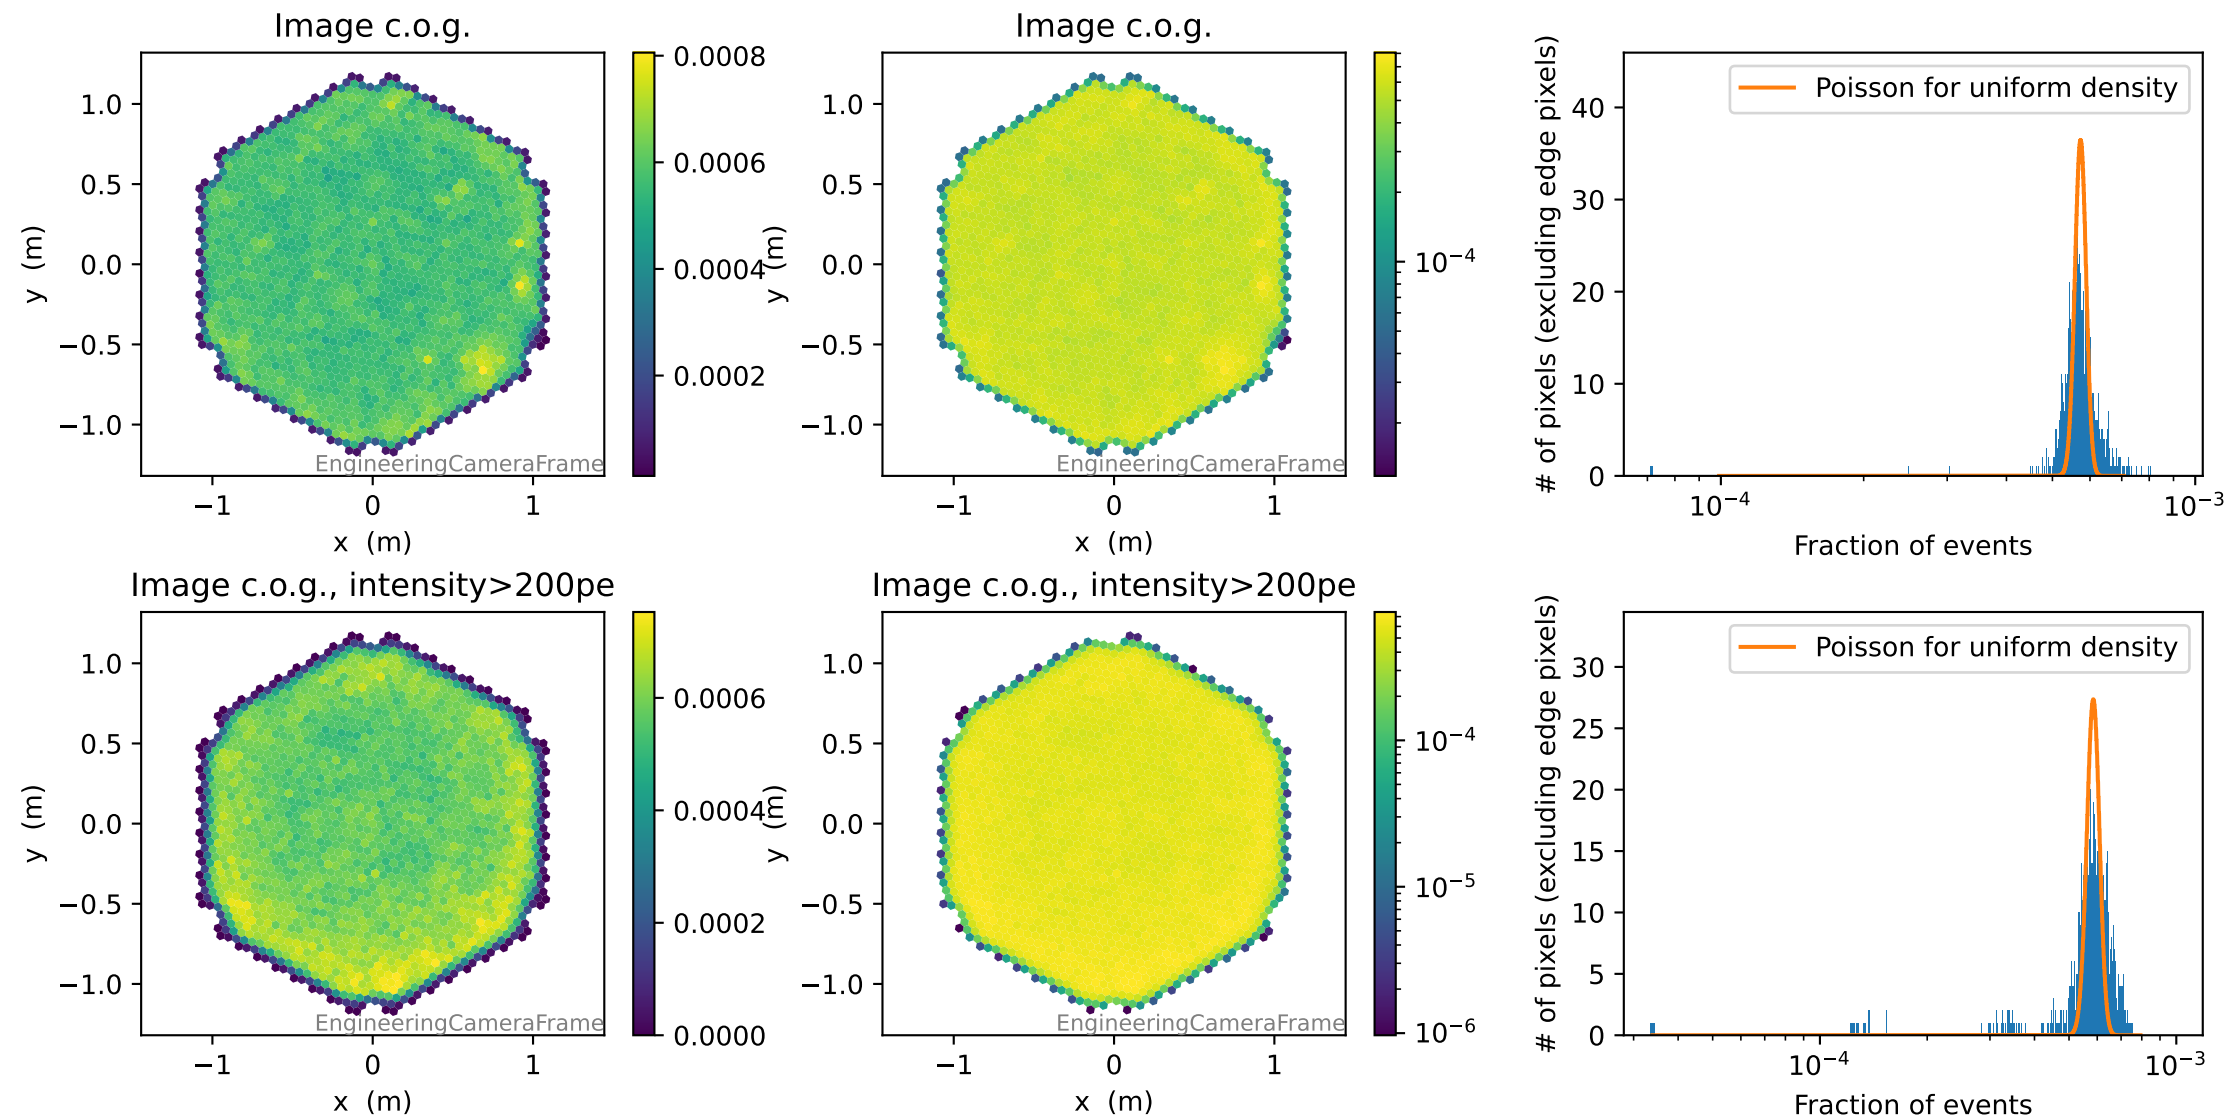 Image c.o.g.
1.0
0.5
0.0
−0.5
−1.0
y (m)
−1
0
1
x (m)
EngineeringCameraFrame
0.0008
0.0006
0.0004
0.0002
Image c.o.g.
1.0
0.5
0.0
−0.5
−1.0
y (m)
−1
0
1
x (m)
EngineeringCameraFrame
10⁻⁴
# of pixels (excluding edge pixels)
40
30
20
10
0
Poisson for uniform density
10⁻⁴
10⁻³
Fraction of events
Image c.o.g., intensity>200pe
1.0
0.5
0.0
−0.5
−1.0
y (m)
−1
0
1
x (m)
EngineeringCameraFrame
0.0006
0.0004
0.0002
0.0000
Image c.o.g., intensity>200pe
1.0
0.5
0.0
−0.5
−1.0
y (m)
−1
0
1
x (m)
EngineeringCameraFrame
10⁻⁴
10⁻⁵
10⁻⁶
# of pixels (excluding edge pixels)
30
25
20
15
10
5
0
Poisson for uniform density
10⁻⁴
10⁻³
Fraction of events